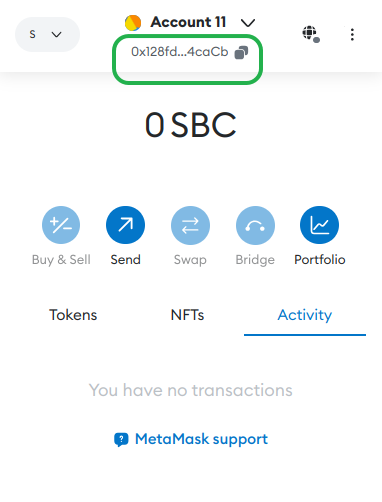 S
Account 11
0x128fd...4caCb
0 SBC
Buy & Sell
Send
Swap
Bridge
Portfolio
Tokens
NFTs
Activity
You have no transactions
MetaMask support